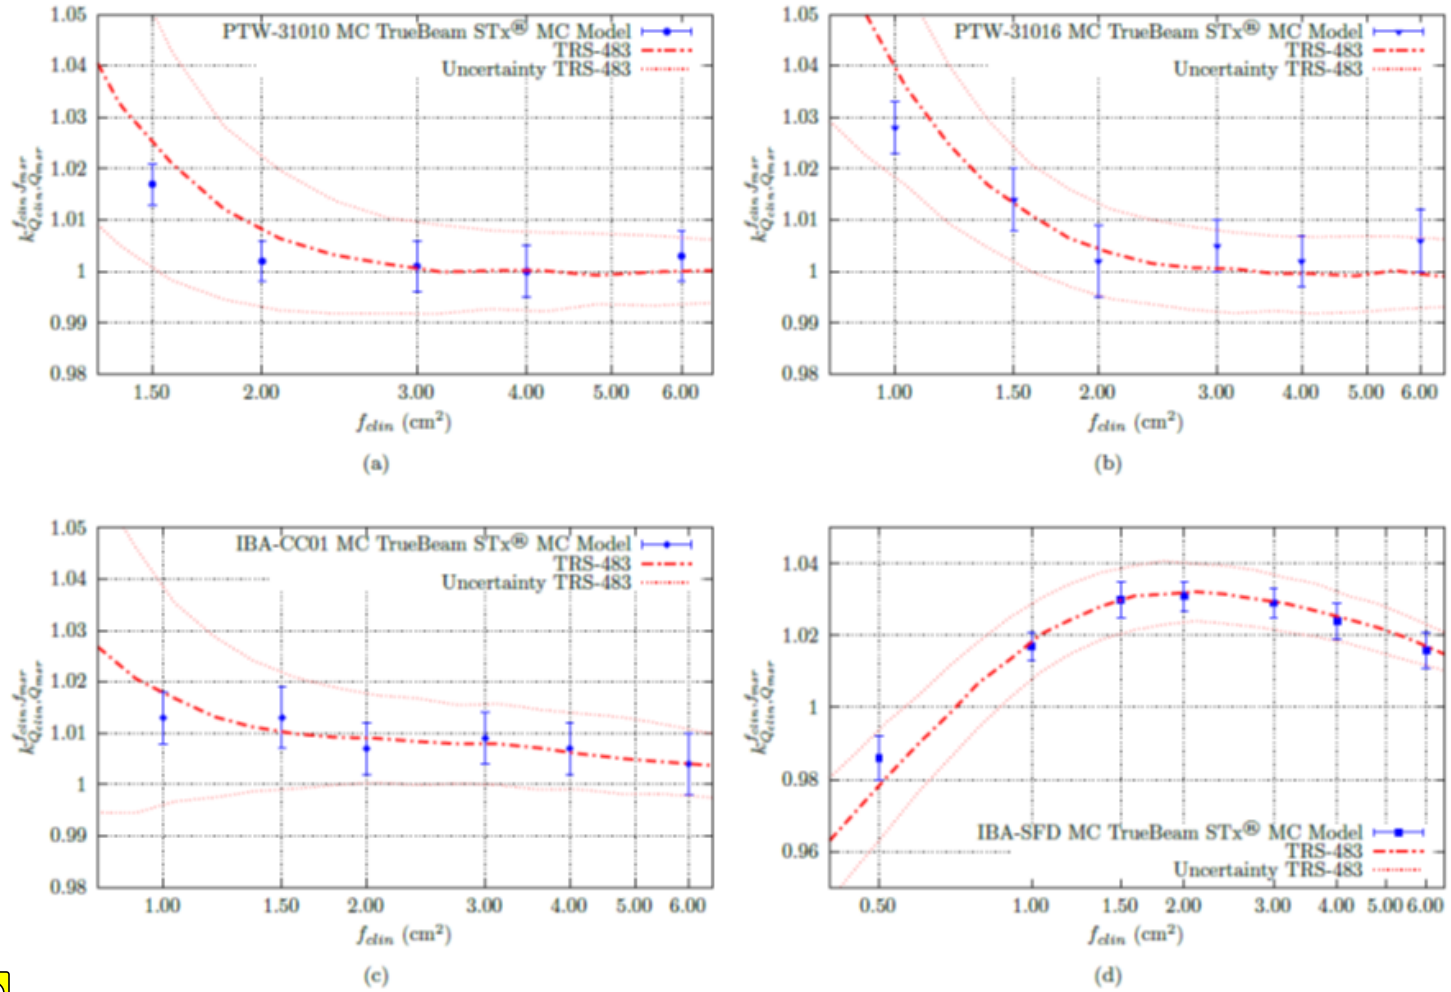 1.05
PTW-31010 MC TrueBeam STx® MC Model
TRS-483
Uncertainty TRS-483
1.04
1.03
1.02
1.01
1
0.99
0.98
1.50 2.00 3.00 4.00 5.00 6.00
f_clin (cm²)
(a)
1.05
PTW-31016 MC TrueBeam STx® MC Model
TRS-483
Uncertainty TRS-483
1.04
1.03
1.02
1.01
1
0.99
0.98
1.00 1.50 2.00 3.00 4.00 5.00 6.00
f_clin (cm²)
(b)
1.05
IBA-CC01 MC TrueBeam STx® MC Model
TRS-483
Uncertainty TRS-483
1.04
1.03
1.02
1.01
1
0.99
0.98
1.00 1.50 2.00 3.00 4.00 5.00 6.00
f_clin (cm²)
(c)
1.04
1.02
1
0.98
0.96
IBA-SFD MC TrueBeam STx® MC Model
TRS-483
Uncertainty TRS-483
0.50 1.00 1.50 2.00 3.00 4.00 5.00 6.00
f_clin (cm²)
(d)